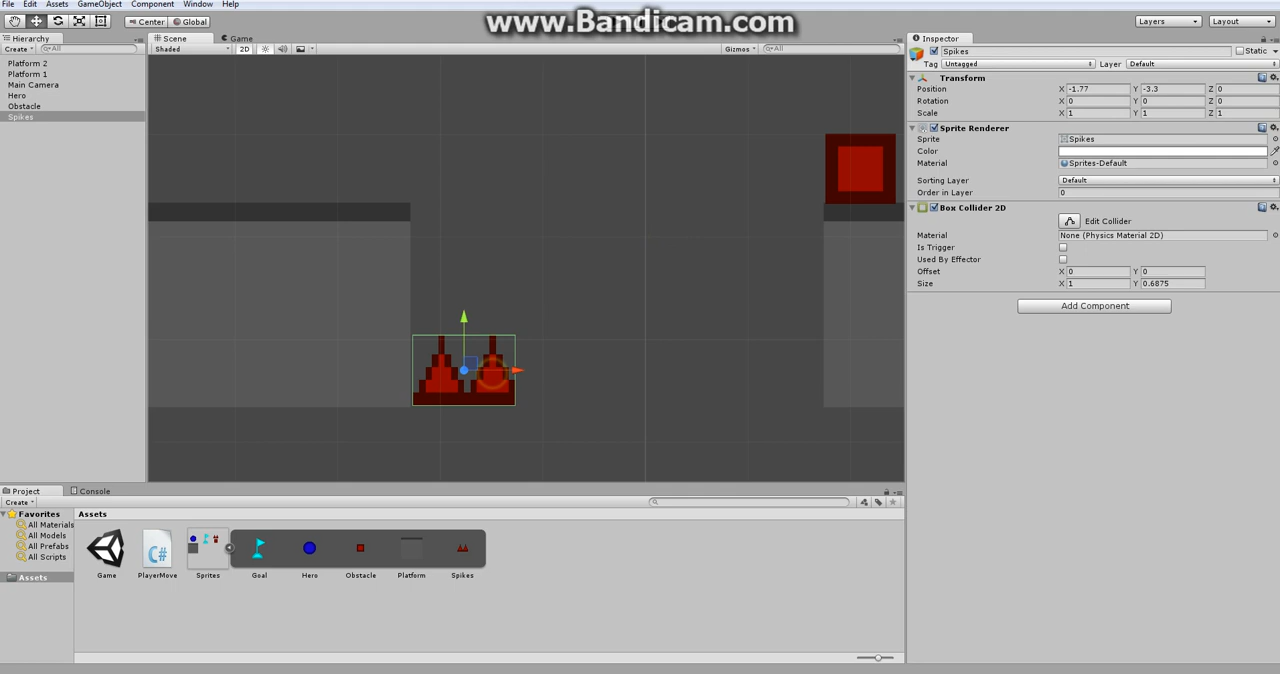 File Edit Assets GameObject Component Window Help
www.Bandicam.com
Center Global
Layers Layout
Hierarchy
Create All
Platform 2
Platform 1
Main Camera
Hero
Obstacle
Spikes
Scene Game
Shaded 2D Gizmos All
Inspector
Spikes Static
Tag Untagged Layer Default
Transform
Position X -1.77 Y -3.3 Z 0
Rotation X 0 Y 0 Z 0
Scale X 1 Y 1 Z 1
Sprite Renderer
Sprite Spikes
Color
Material Sprites-Default
Sorting Layer Default
Order in Layer 0
Box Collider 2D
Edit Collider
Material None (Physics Material 2D)
Is Trigger
Used By Effector
Offset X 0 Y 0
Size X 1 Y 0.6875
Add Component
Project Console
Create
Favorites
All Materials
All Models
All Prefabs
All Scripts
Assets
Assets
C#
Game PlayerMove Sprites Goal Hero Obstacle Platform Spikes